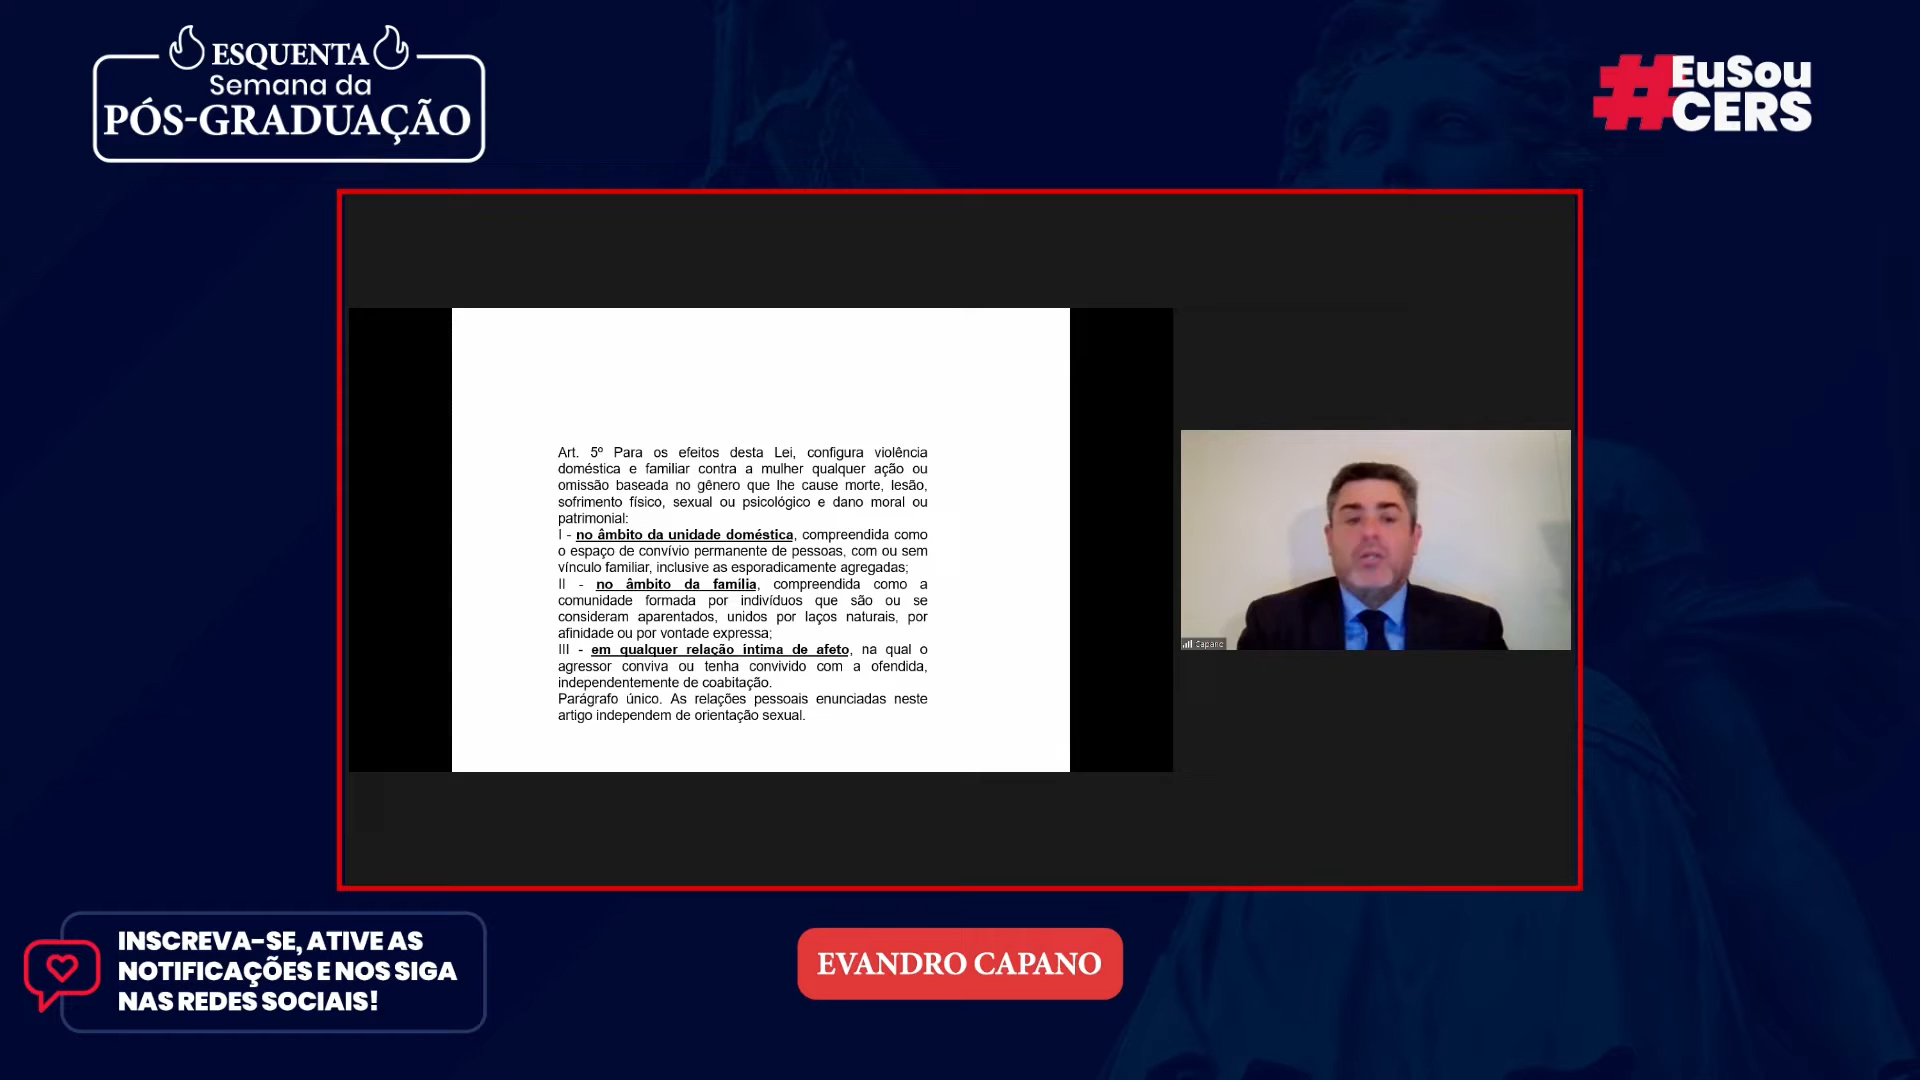 ESQUENTA
Semana da
PÓS-GRADUAÇÃO
#EuSou
CERS
Art. 5º Para os efeitos desta Lei, configura violência
doméstica e familiar contra a mulher qualquer ação ou
omissão baseada no gênero que lhe cause morte, lesão,
sofrimento físico, sexual ou psicológico e dano moral ou
patrimonial:
I - no âmbito da unidade doméstica, compreendida como
o espaço de convívio permanente de pessoas, com ou sem
vínculo familiar, inclusive as esporadicamente agregadas;
II - no âmbito da família, compreendida como a
comunidade formada por indivíduos que são ou se
consideram aparentados, unidos por laços naturais, por
afinidade ou por vontade expressa;
III - em qualquer relação íntima de afeto, na qual o
agressor conviva ou tenha convivido com a ofendida,
independentemente de coabitação.
Parágrafo único. As relações pessoais enunciadas neste
artigo independem de orientação sexual.
Capano
INSCREVA-SE, ATIVE AS
NOTIFICAÇÕES E NOS SIGA
NAS REDES SOCIAIS!
EVANDRO CAPANO